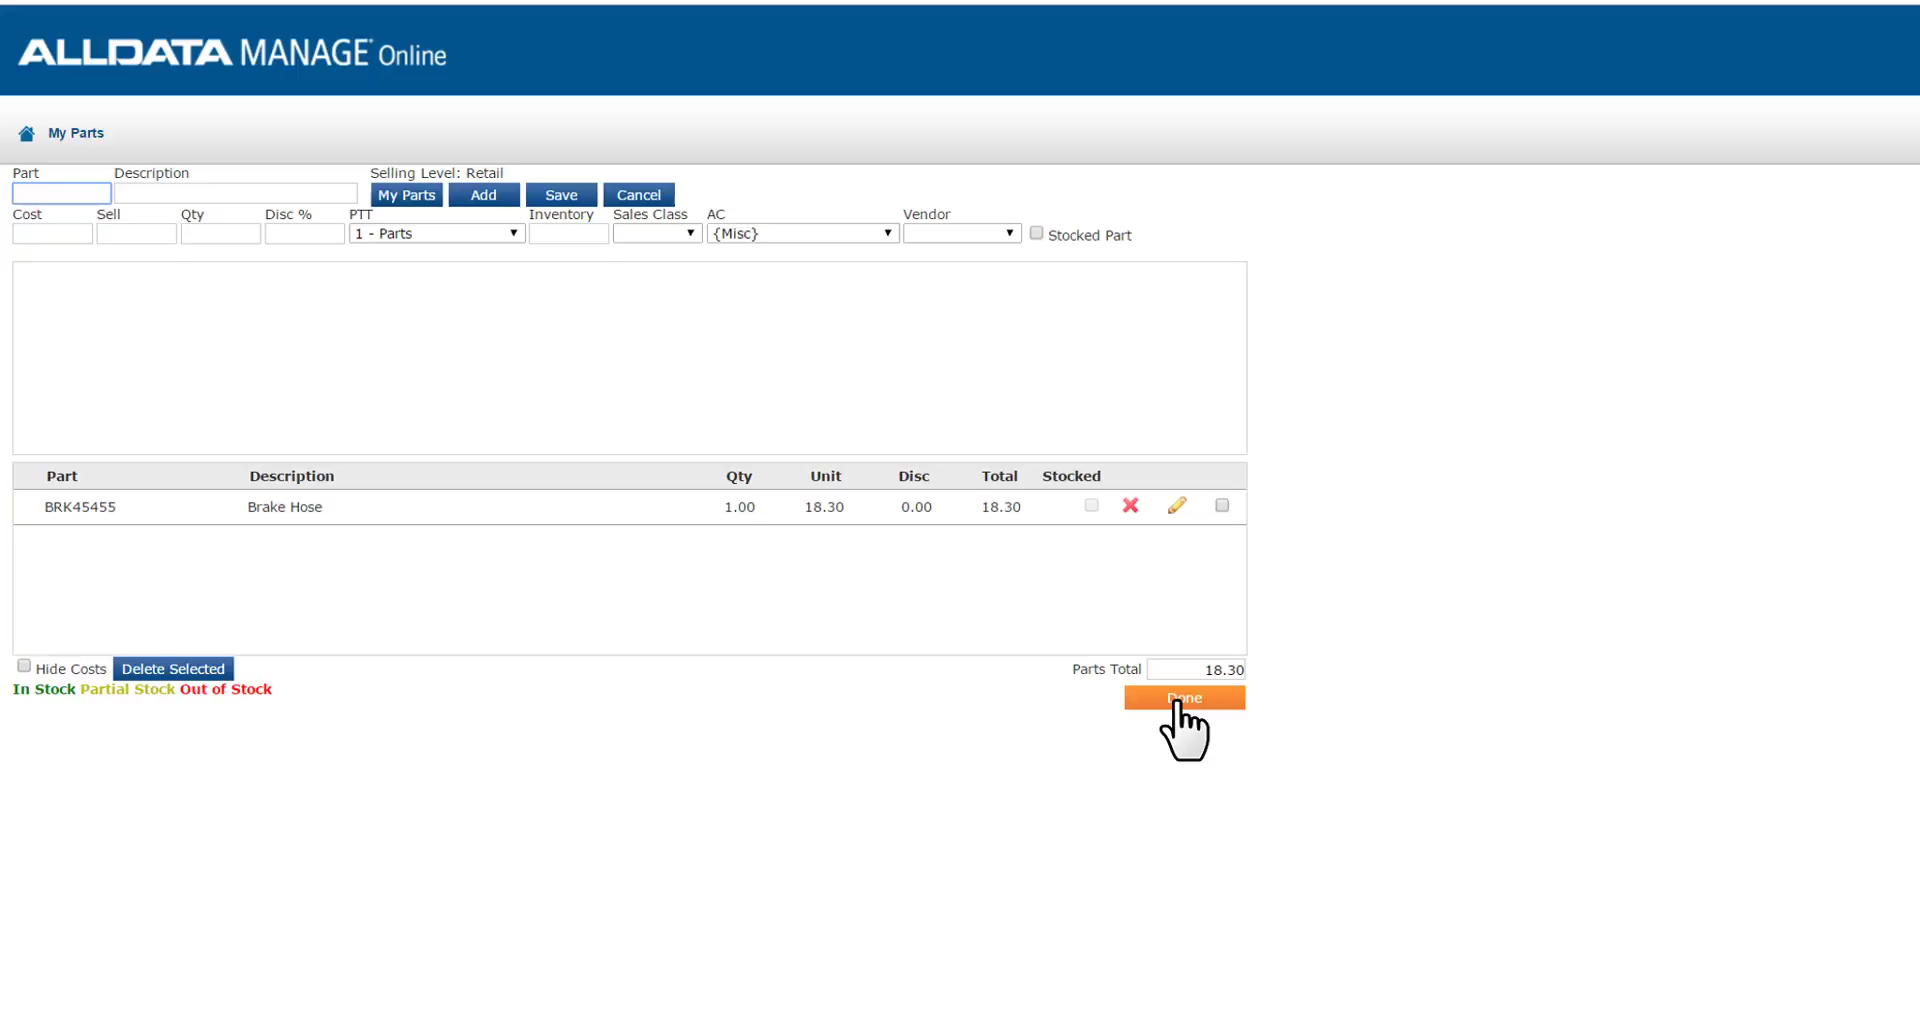 ALLDATA MANAGE Online
My Parts
Part Description Selling Level: Retail
My Parts Add Save Cancel
Cost Sell Qty Disc % PTT Inventory Sales Class AC Vendor
1 - Parts {Misc} Stocked Part
Part Description Qty Unit Disc Total Stocked
BRK45455 Brake Hose 1.00 18.30 0.00 18.30
Hide Costs Delete Selected Parts Total 18.30
In Stock Partial Stock Out of Stock
Done